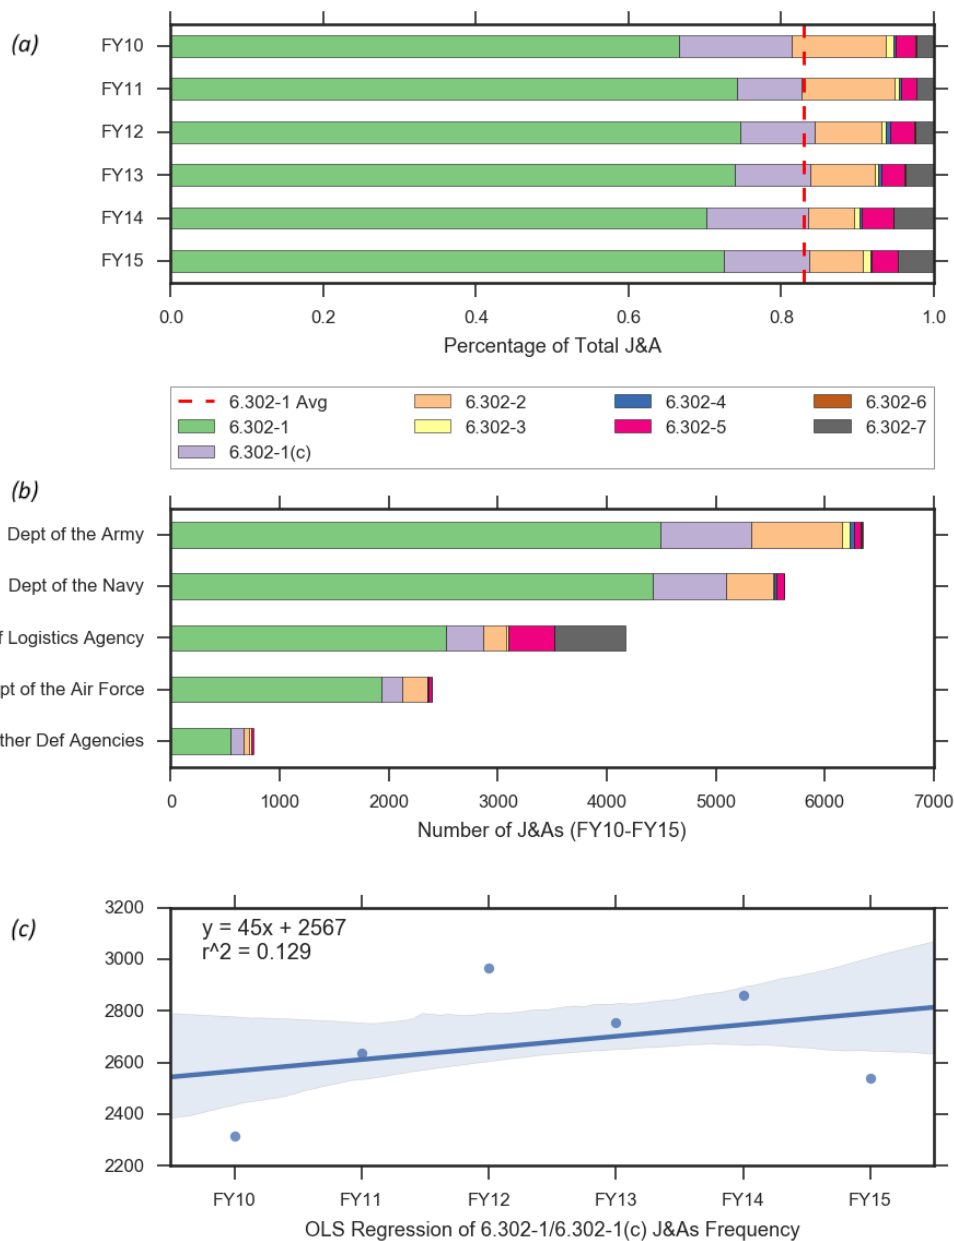 (a)
FY10
FY11
FY12
FY13
FY14
FY15
0.0 0.2 0.4 0.6 0.8 1.0
Percentage of Total J&A
6.302-1 Avg 6.302-2 6.302-4 6.302-6
6.302-1 6.302-3 6.302-5 6.302-7
6.302-1(c)
(b)
Dept of the Army
Dept of the Navy
f Logistics Agency
pt of the Air Force
ther Def Agencies
0 1000 2000 3000 4000 5000 6000 7000
Number of J&As (FY10-FY15)
(c)
3200
y = 45x + 2567
r^2 = 0.129
3000
2800
2600
2400
2200
FY10 FY11 FY12 FY13 FY14 FY15
OLS Regression of 6.302-1/6.302-1(c) J&As Frequency